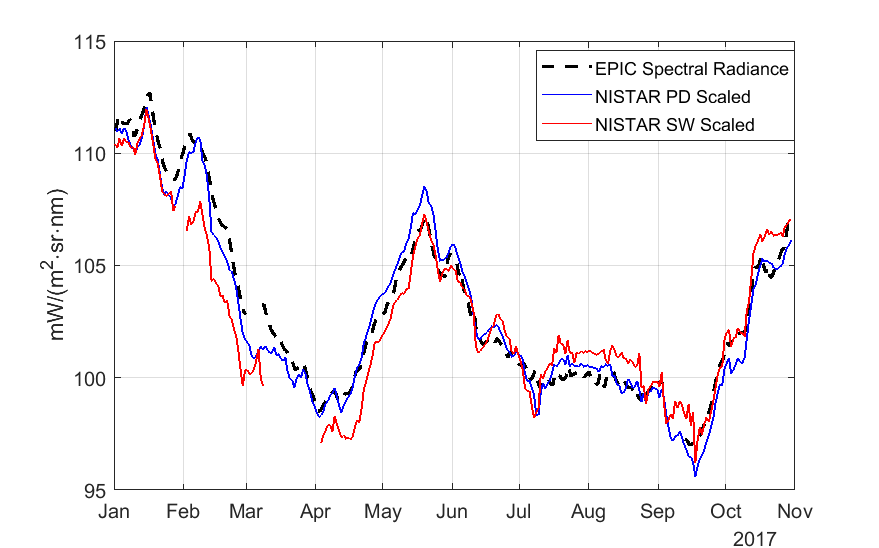 115
110
105
100
95
mW/(m²·sr·nm)
EPIC Spectral Radiance
NISTAR PD Scaled
NISTAR SW Scaled
Jan Feb Mar Apr May Jun Jul Aug Sep Oct Nov
2017